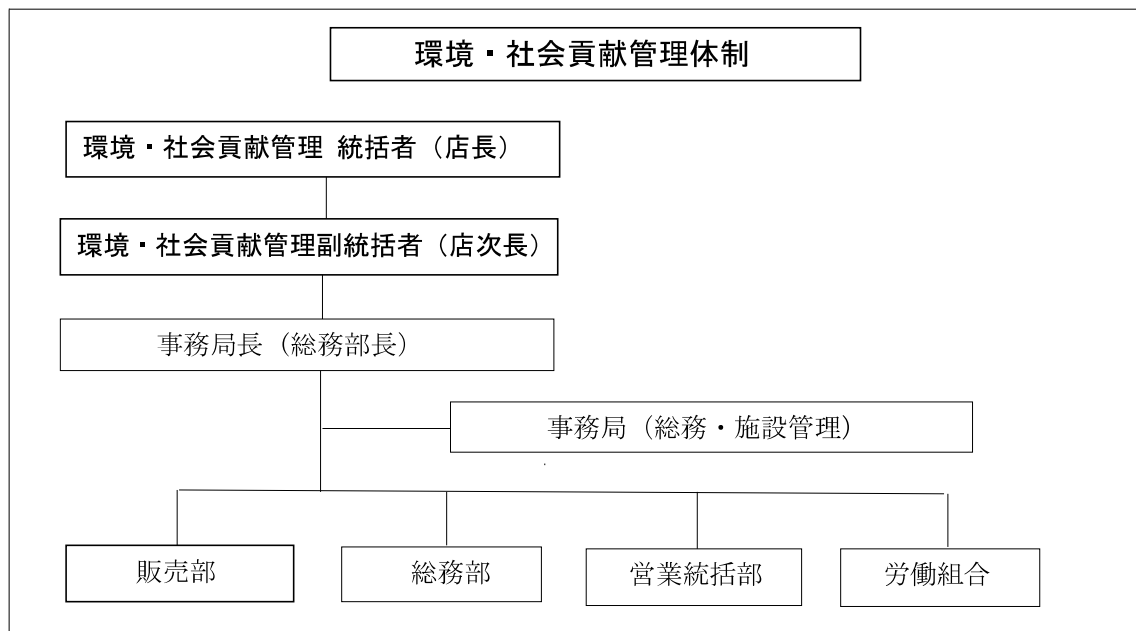 環境・社会貢献管理体制
環境・社会貢献管理 統括者（店長）
環境・社会貢献管理副統括者（店次長）
事務局長（総務部長）
事務局（総務・施設管理）
販売部
総務部
営業統括部
労働組合